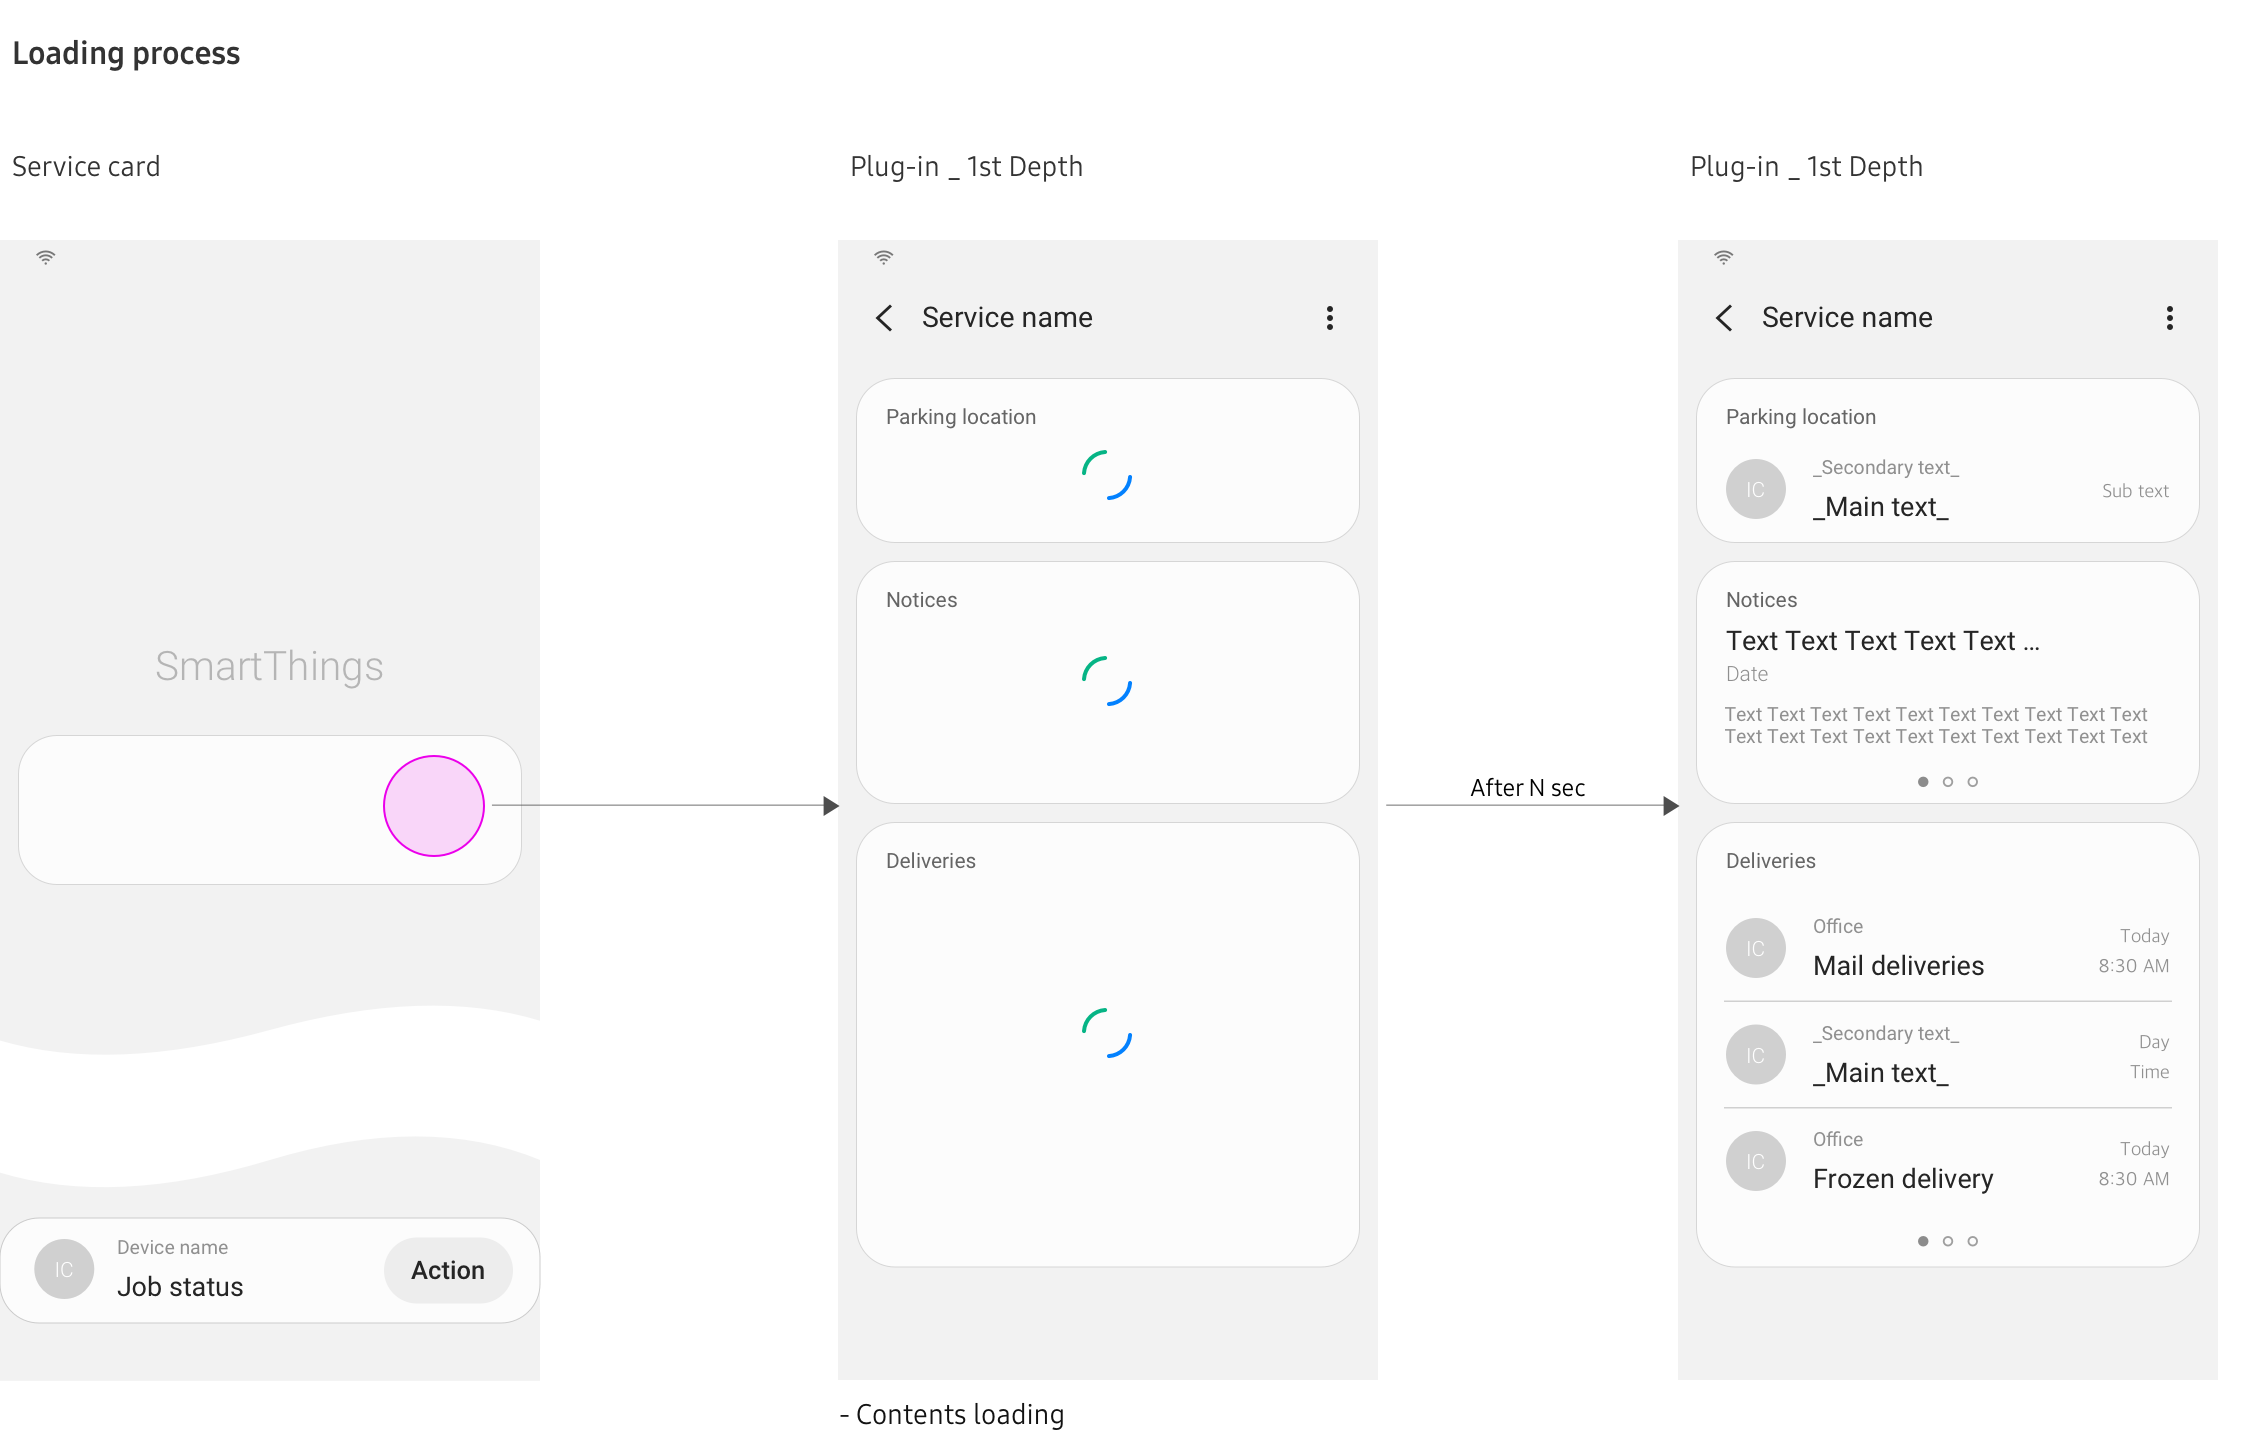 Loading process
Service card
SmartThings
IC
Device name
Job status
Action
Plug-in _ 1st Depth
Service name
Parking location
Notices
Deliveries
- Contents loading
After N sec
Plug-in _ 1st Depth
Service name
Parking location
IC
_Secondary text_
_Main text_
Sub text
Notices
Text Text Text Text Text ...
Date
Text Text Text Text Text Text Text Text Text Text
Text Text Text Text Text Text Text Text Text Text
Deliveries
IC
Office
Mail deliveries
Today
8:30 AM
IC
_Secondary text_
_Main text_
Day
Time
IC
Office
Frozen delivery
Today
8:30 AM